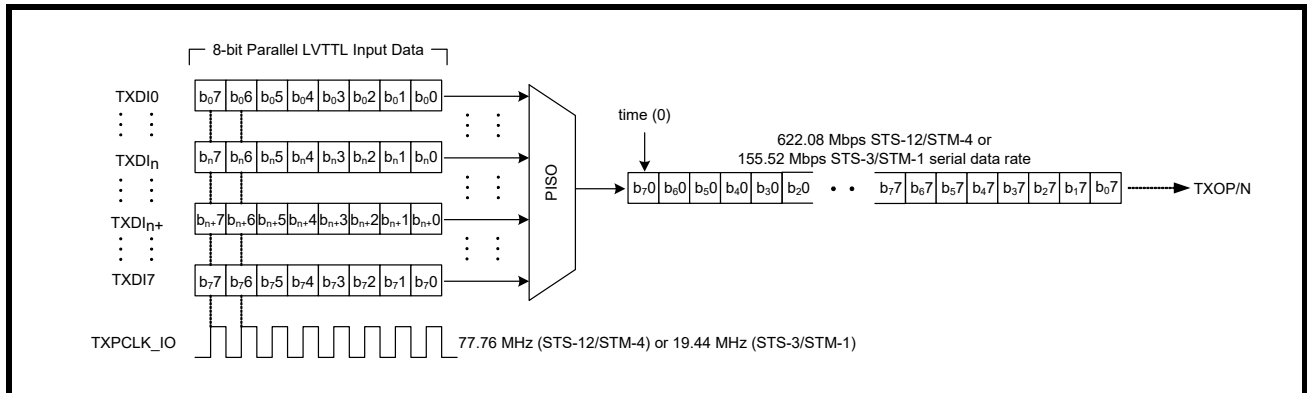 8-bit Parallel LVTTL Input Data
TXDI0
b₀7 b₀6 b₀5 b₀4 b₀3 b₀2 b₀1 b₀0
TXDIn
bn7 bn6 bn5 bn4 bn3 bn2 bn1 bn0
TXDIn+
bn+7 bn+6 bn+5 bn+4 bn+3 bn+2 bn+1 bn+0
TXDI7
b₇7 b₇6 b₇5 b₇4 b₇3 b₇2 b₇1 b₇0
TXPCLK_IO
77.76 MHz (STS-12/STM-4) or 19.44 MHz (STS-3/STM-1)
PISO
time (0)
622.08 Mbps STS-12/STM-4 or
155.52 Mbps STS-3/STM-1 serial data rate
b₇0 b₆0 b₅0 b₄0 b₃0 b₂0 • • b₇7 b₆7 b₅7 b₄7 b₃7 b₂7 b₁7 b₀7
TXOP/N